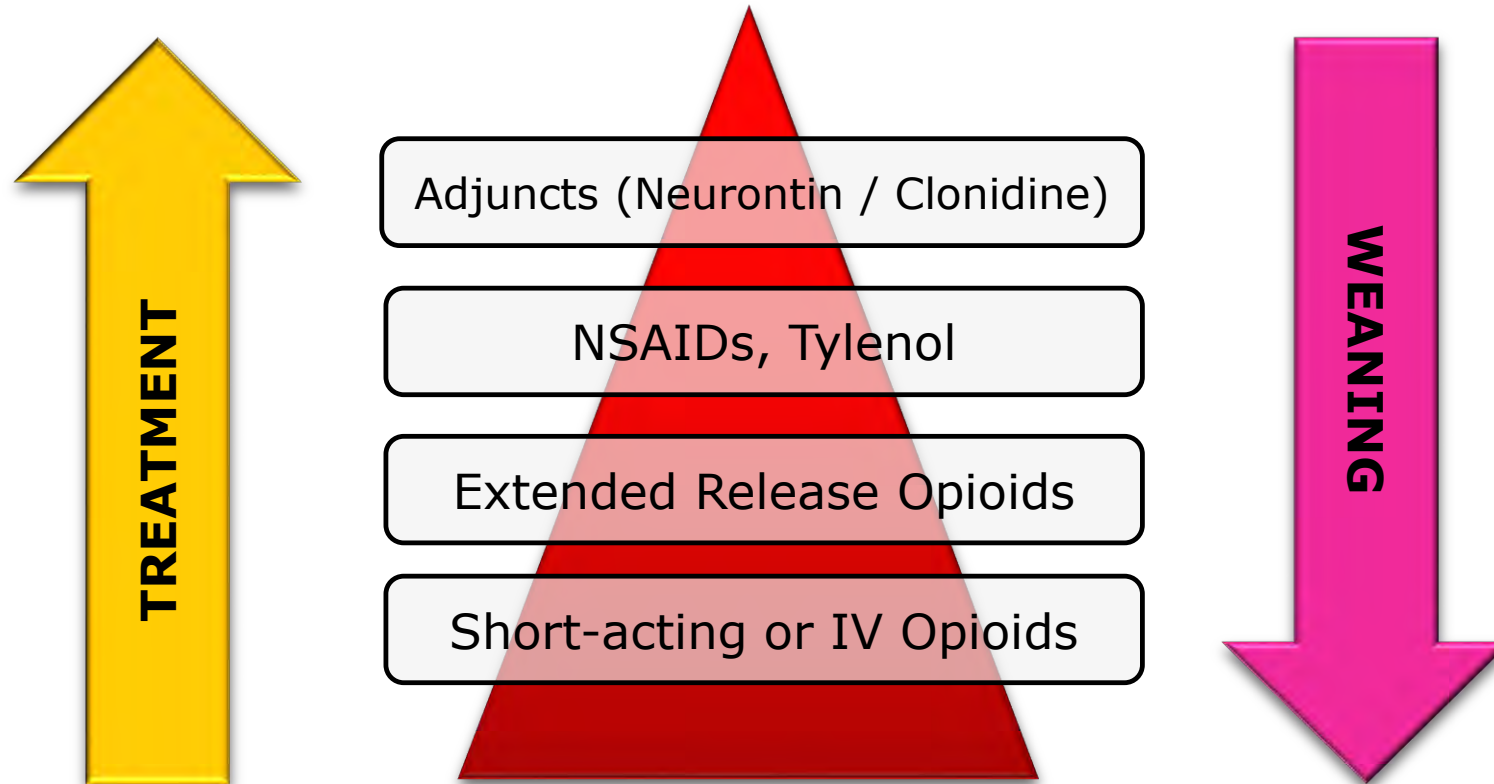 TREATMENT
Adjuncts (Neurontin / Clonidine)
NSAIDs, Tylenol
Extended Release Opioids
Short-acting or IV Opioids
WEANING